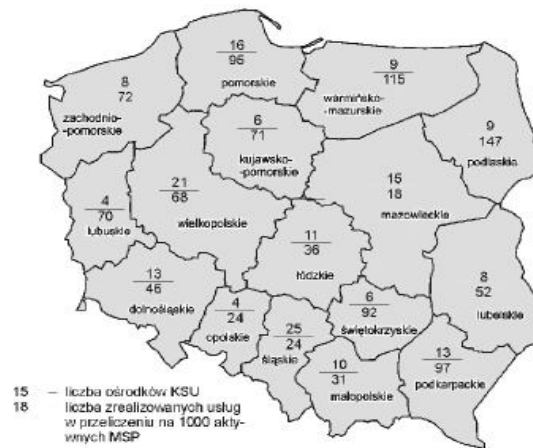 16
95
pomorskie
8
72
zachodnio-
-pomorskie
9
115
warmińsko-
mazurskie
9
147
podlaskie
6
71
kujawsko-
-pomorskie
15
18
mazowieckie
4
70
lubuskie
21
68
wielkopolskie
11
36
łódzkie
8
52
lubelskie
13
46
dolnośląskie
4
24
opolskie
25
24
śląskie
6
92
świętokrzyskie
10
31
małopolskie
13
97
podkarpackie
15 – liczba ośrodków KSU
18 liczba zrealizowanych usług
w przeliczeniu na 1000 akty-
wnych MSP